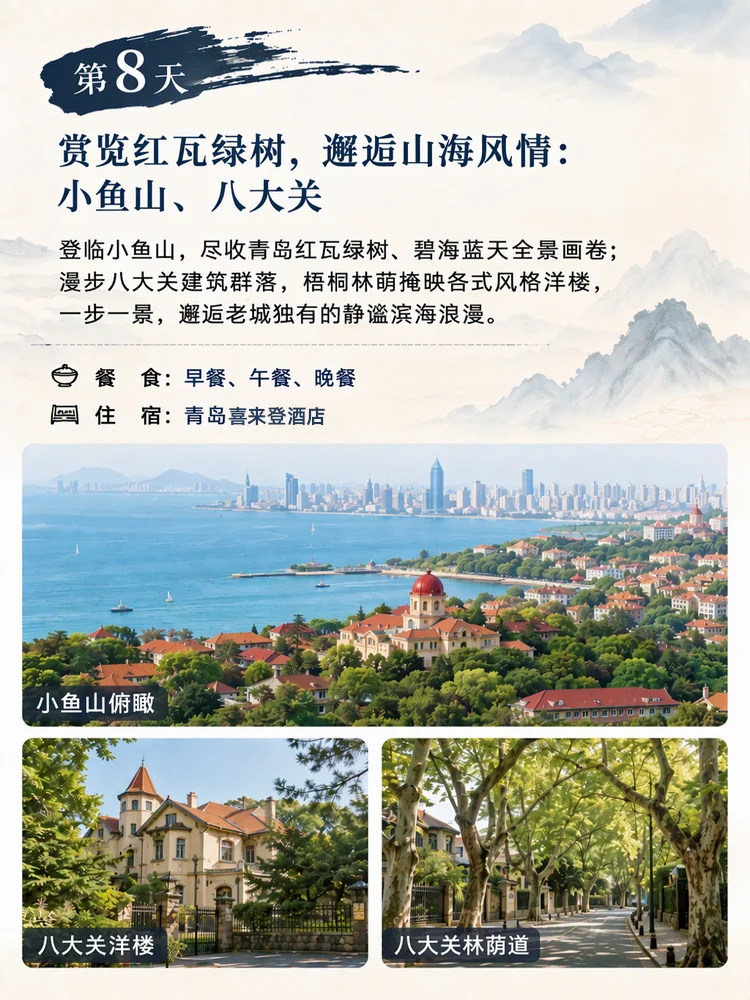 第8天
赏览红瓦绿树，邂逅山海风情：
小鱼山、八大关
登临小鱼山，尽收青岛红瓦绿树、碧海蓝天全景画卷；
漫步八大关建筑群落，梧桐林萌掩映各式风格洋楼，
一步一景，邂逅老城独有的静谧滨海浪漫。
餐 食：早餐、午餐、晚餐
住 宿：青岛喜来登酒店
小鱼山俯瞰
八大关洋楼
八大关林荫道